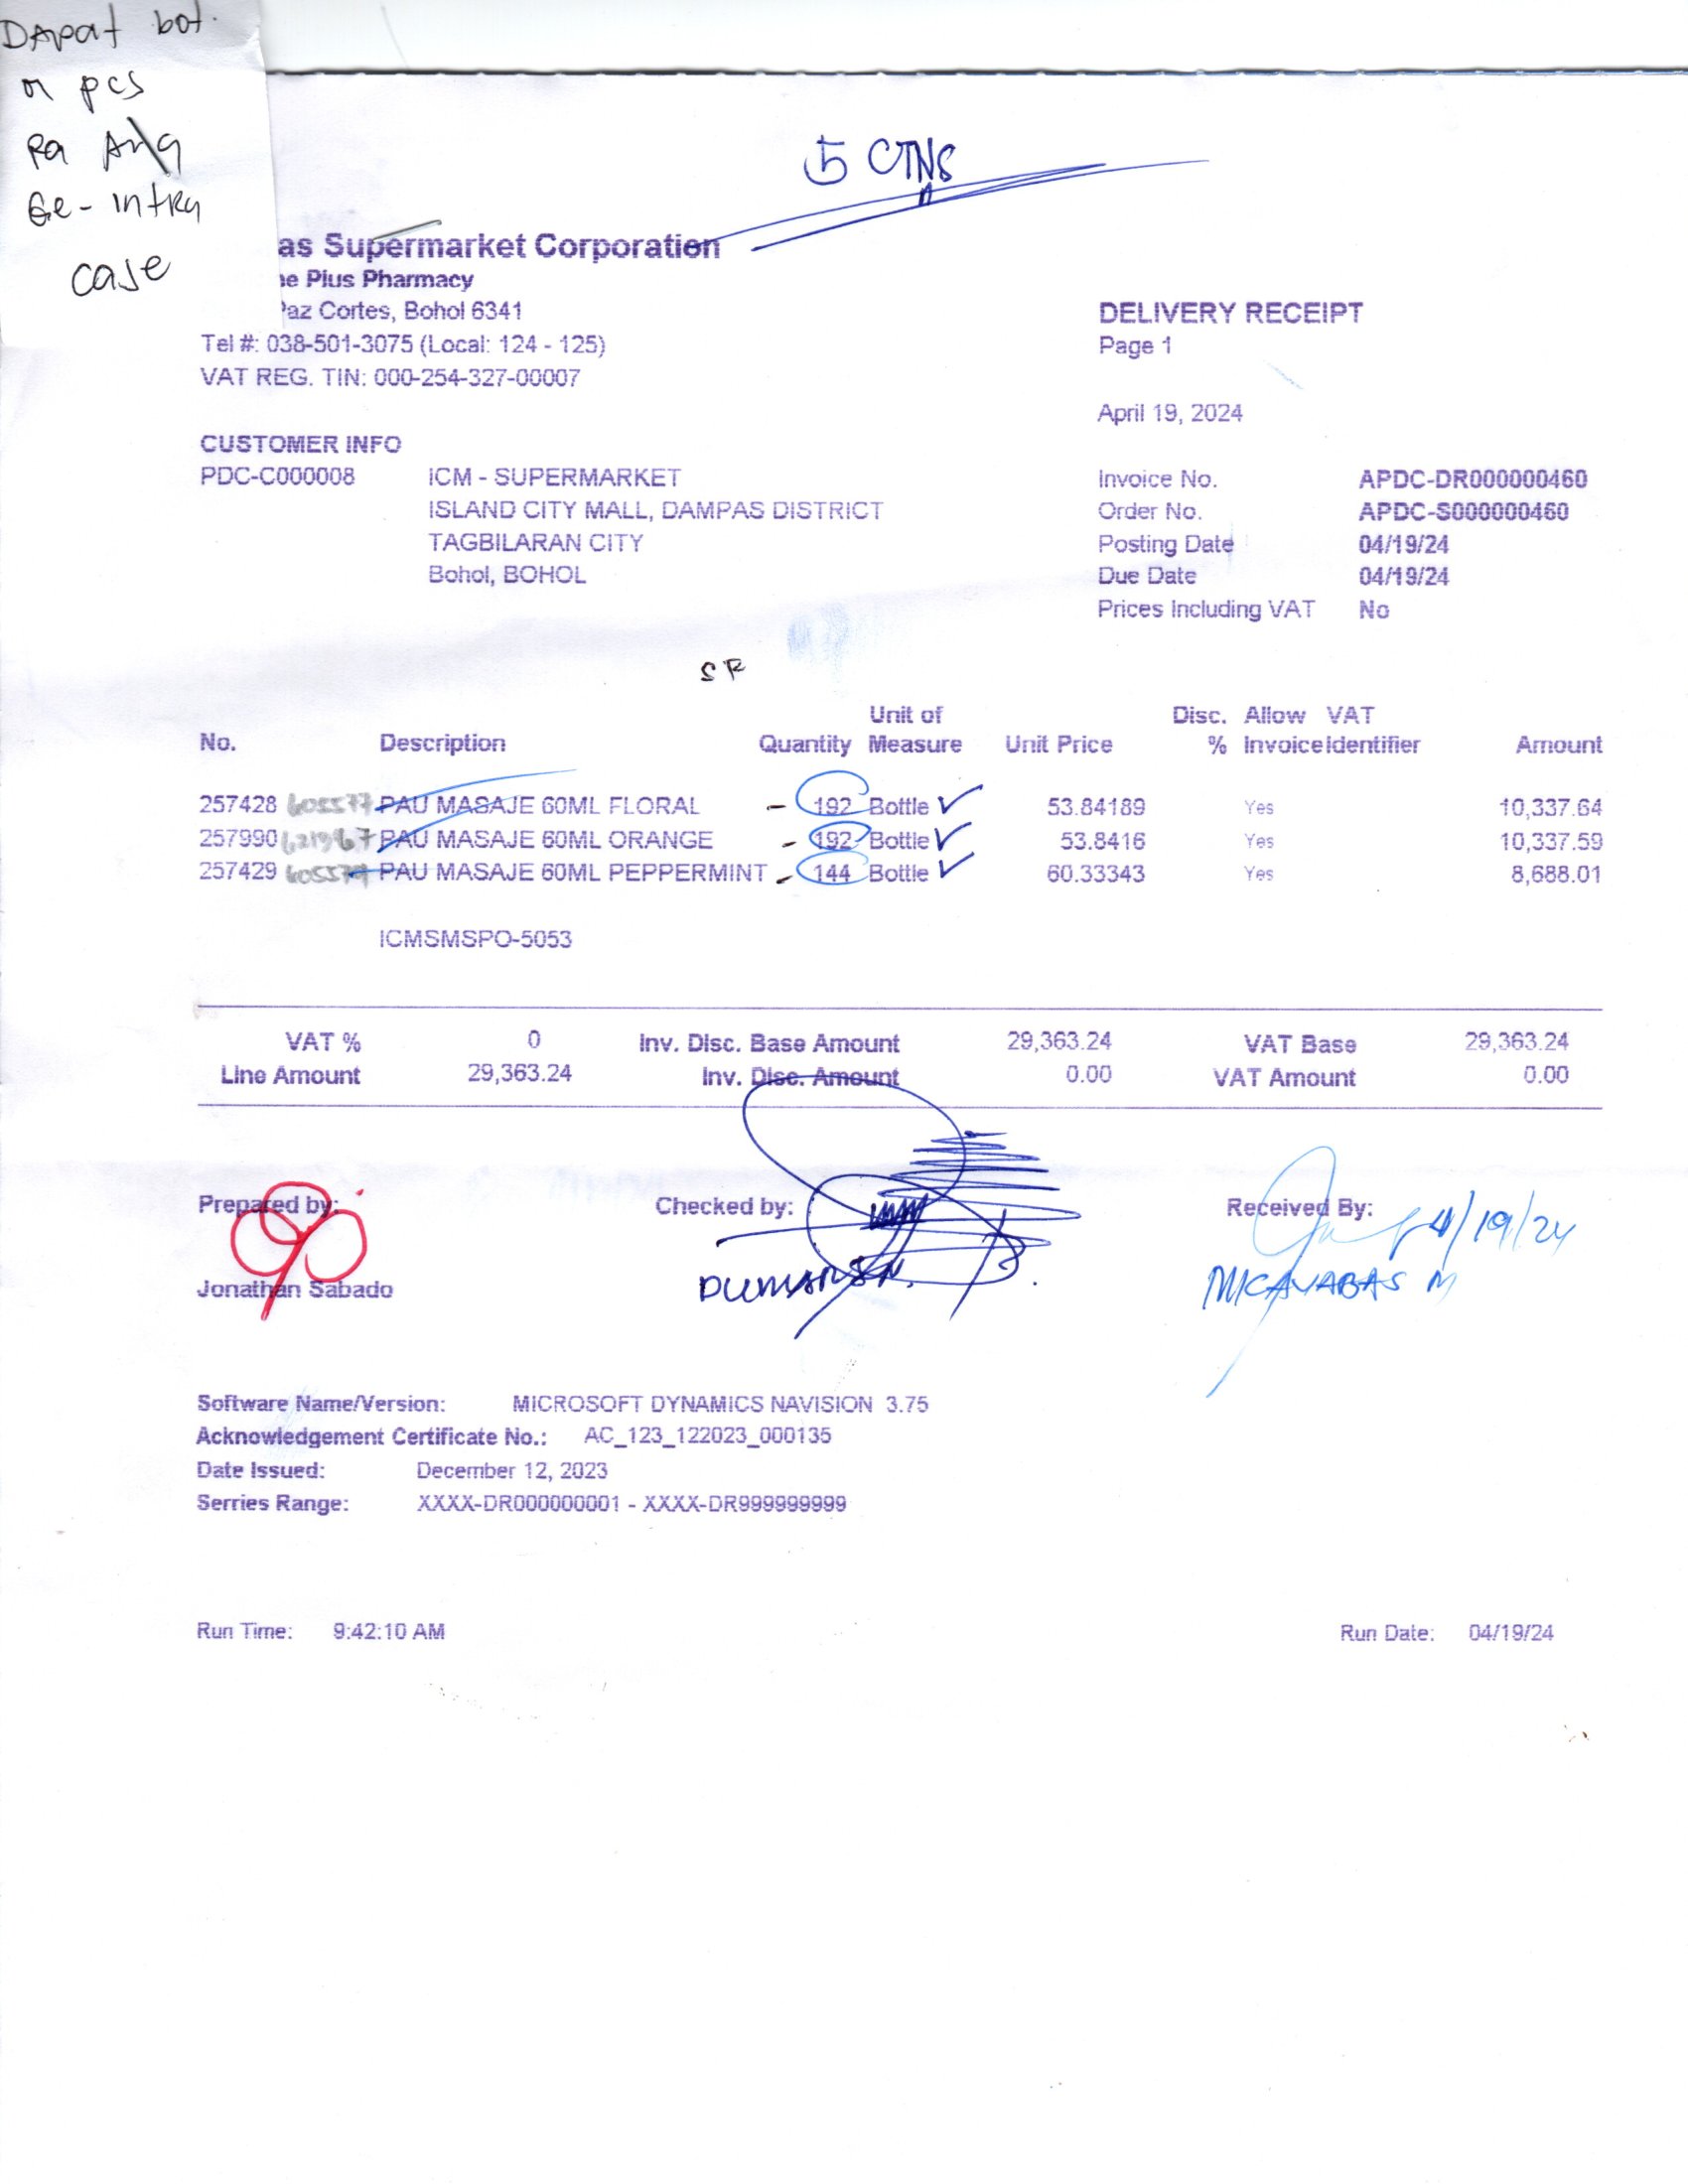 DApat bot.
or pcs
ra Ang
Ge-intry
case
5 CTNS
as Supermarket Corporation
ne Plus Pharmacy
Paz Cortes, Bohol 6341
Tel #: 038-501-3075 (Local: 124 - 125)
VAT REG. TIN: 000-254-327-00007
DELIVERY RECEIPT
Page 1
April 19, 2024
CUSTOMER INFO
PDC-C000008 ICM - SUPERMARKET
ISLAND CITY MALL, DAMPAS DISTRICT
TAGBILARAN CITY
Bohol, BOHOL
Invoice No. APDC-DR000000460
Order No. APDC-S000000460
Posting Date 04/19/24
Due Date 04/19/24
Prices Including VAT No
SF
No. Description Quantity Unit of Measure Unit Price Disc. % Allow Invoice VAT Identifier Amount
257428 605577 PAU MASAJE 60ML FLORAL - 192 Bottle 53.84189 Yes 10,337.64
257990 621967 PAU MASAJE 60ML ORANGE - 192 Bottle 53.8416 Yes 10,337.59
257429 605579 PAU MASAJE 60ML PEPPERMINT - 144 Bottle 60.33343 Yes 8,688.01
ICMSMSPO-5053
VAT % 0 Inv. Disc. Base Amount 29,363.24 VAT Base 29,363.24
Line Amount 29,363.24 Inv. Disc. Amount 0.00 VAT Amount 0.00
Prepared by: Checked by: Received By: 4/19/24
Jonathan Sabado
Software Name/Version: MICROSOFT DYNAMICS NAVISION 3.75
Acknowledgement Certificate No.: AC_123_122023_000135
Date Issued: December 12, 2023
Serries Range: XXXX-DR000000001 - XXXX-DR999999999
Run Time: 9:42:10 AM Run Date: 04/19/24